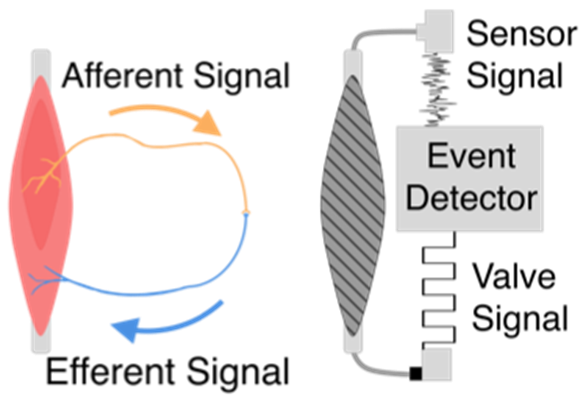 Afferent Signal
Efferent Signal
Sensor
Signal
Event
Detector
Valve
Signal